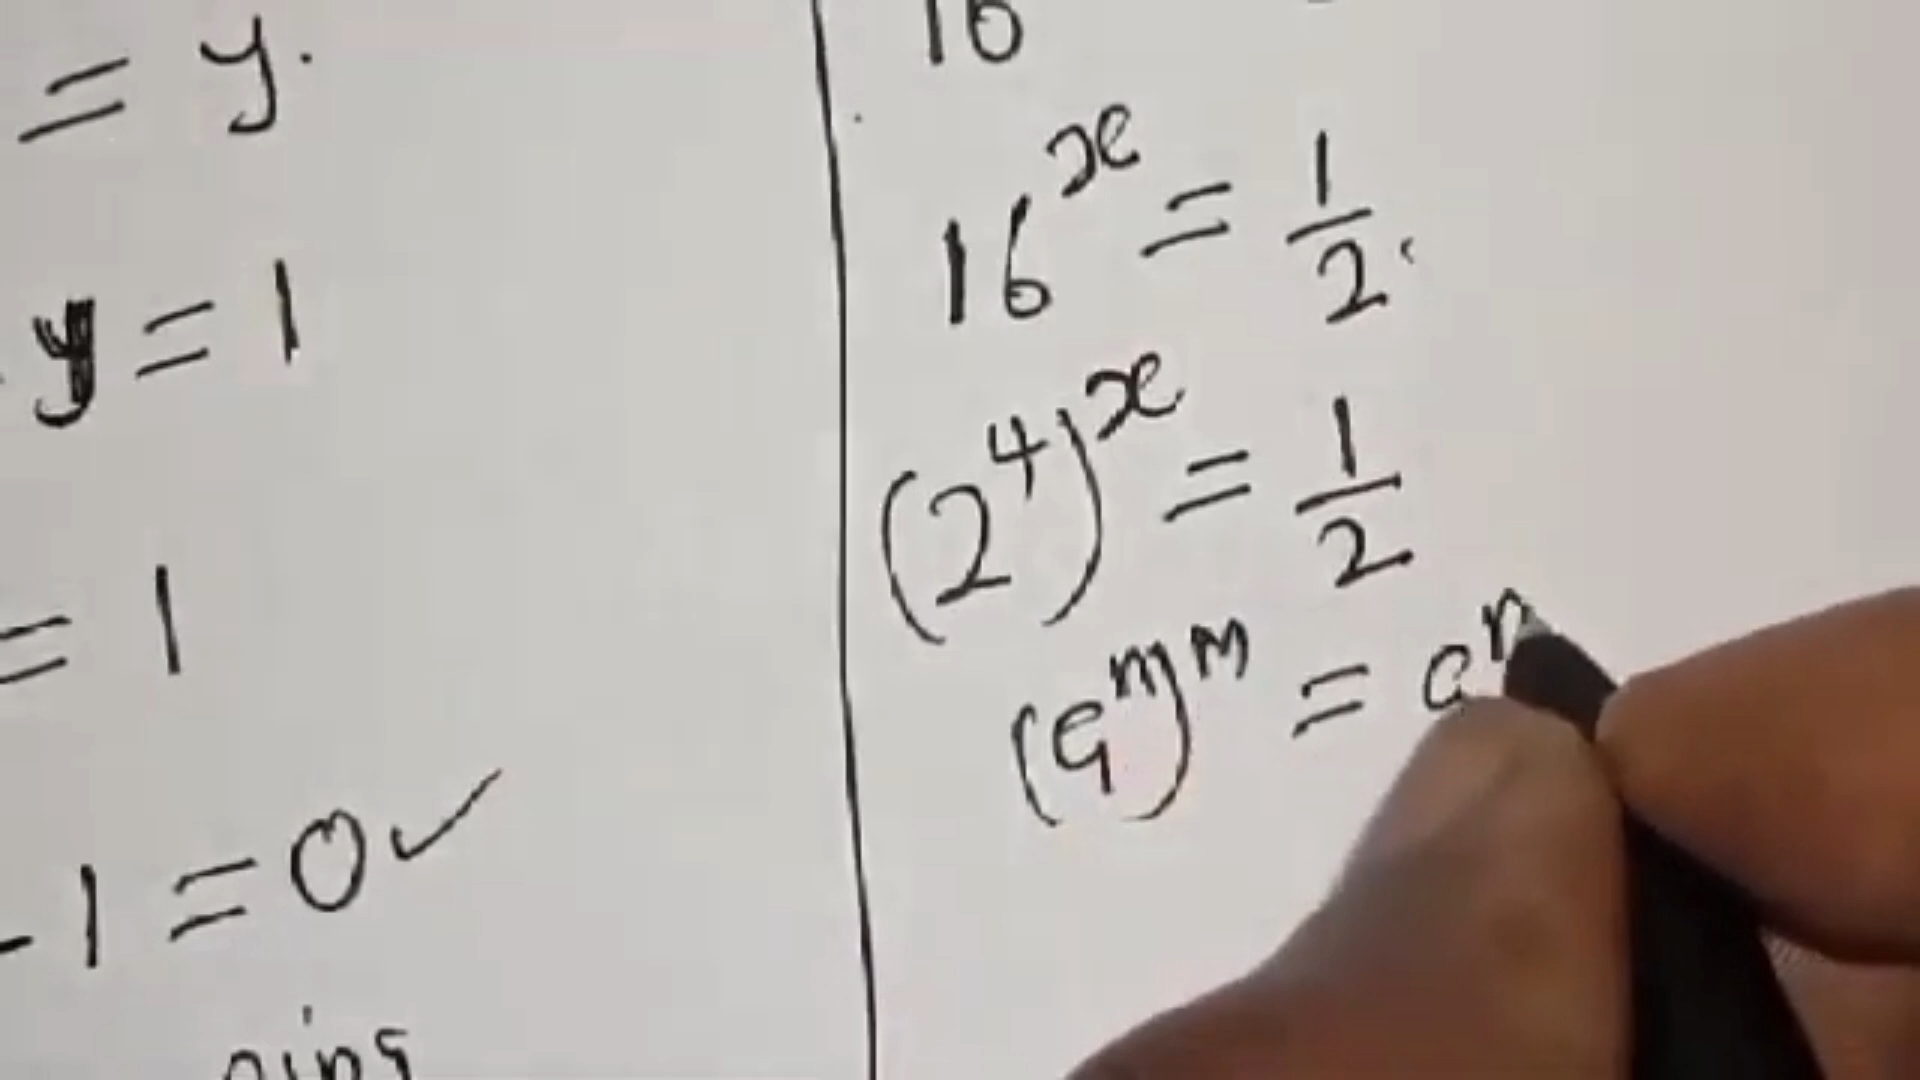 = y.
y = 1
= 1
- 1 = 0 ✓
16
16^x = 1/2
(2^4)^x = 1/2
(a^n)^m = a^n